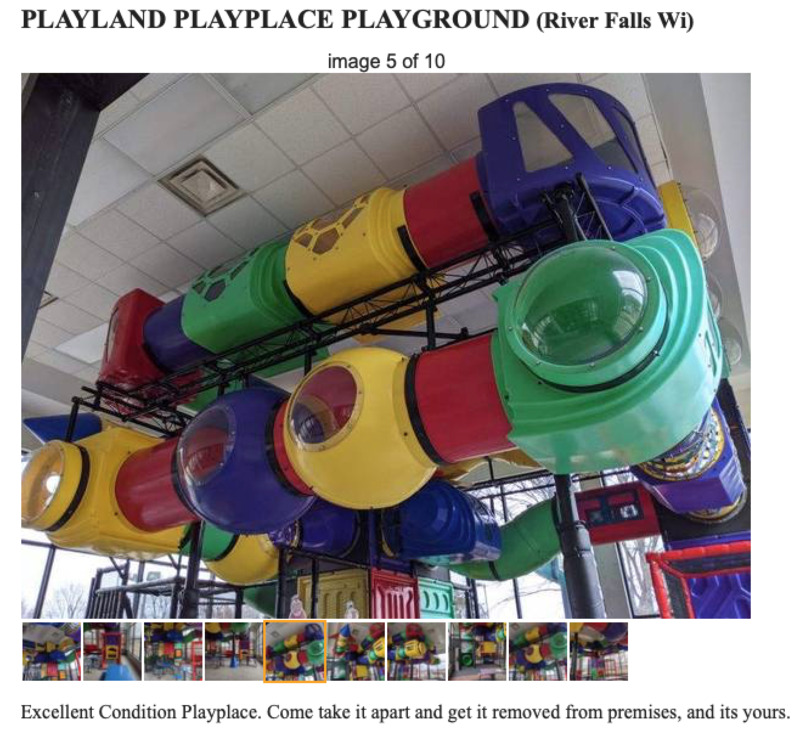 PLAYLAND PLAYPLACE PLAYGROUND (River Falls Wi)
image 5 of 10
Excellent Condition Playplace. Come take it apart and get it removed from premises, and its yours.